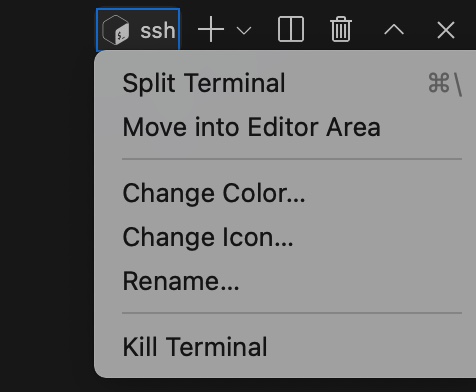 ssh
Split Terminal ⌘\
Move into Editor Area
Change Color...
Change Icon...
Rename...
Kill Terminal